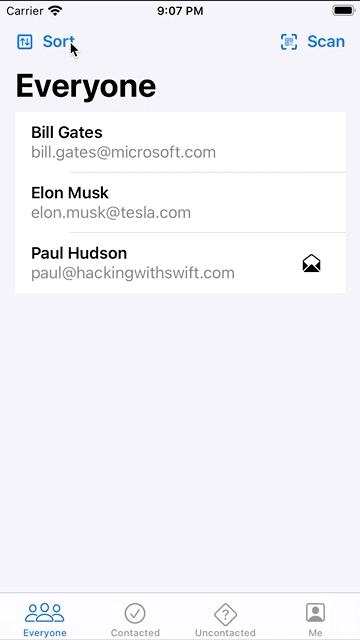 Carrier 9:07 PM
Sort Scan
Everyone
Bill Gates
bill.gates@microsoft.com
Elon Musk
elon.musk@tesla.com
Paul Hudson
paul@hackingwithswift.com
Everyone Contacted Uncontacted Me